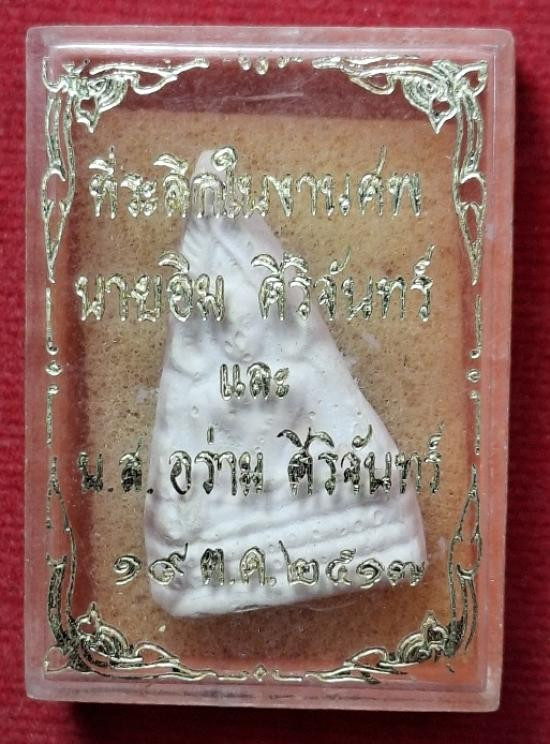 ที่ระลึกในงานศพ
นายอิม ศิริจันทร์
และ
น.ส. อร่าม ศิริจันทร์
๑๙ ต.ค. ๒๕๑๗